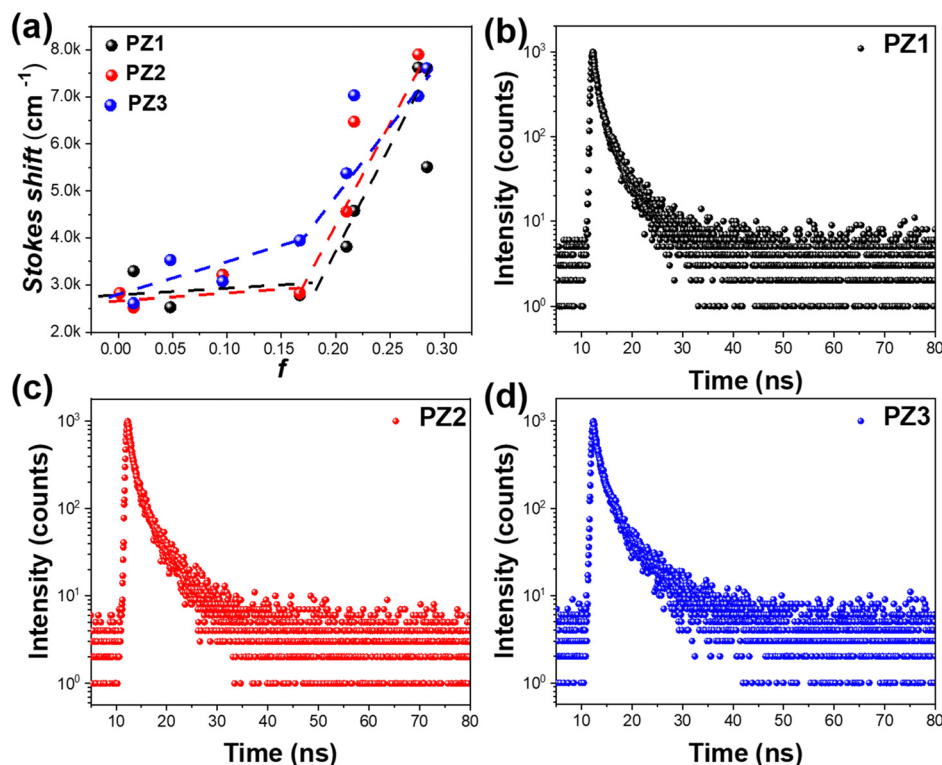 (a)
PZ1
PZ2
PZ3
Stokes shift (cm⁻¹)
8.0k
7.0k
6.0k
5.0k
4.0k
3.0k
2.0k
0.00 0.05 0.10 0.15 0.20 0.25 0.30
f
(b)
PZ1
Intensity (counts)
10³
10²
10¹
10⁰
10 20 30 40 50 60 70 80
Time (ns)
(c)
PZ2
Intensity (counts)
10³
10²
10¹
10⁰
10 20 30 40 50 60 70 80
Time (ns)
(d)
PZ3
Intensity (counts)
10³
10²
10¹
10⁰
10 20 30 40 50 60 70 80
Time (ns)